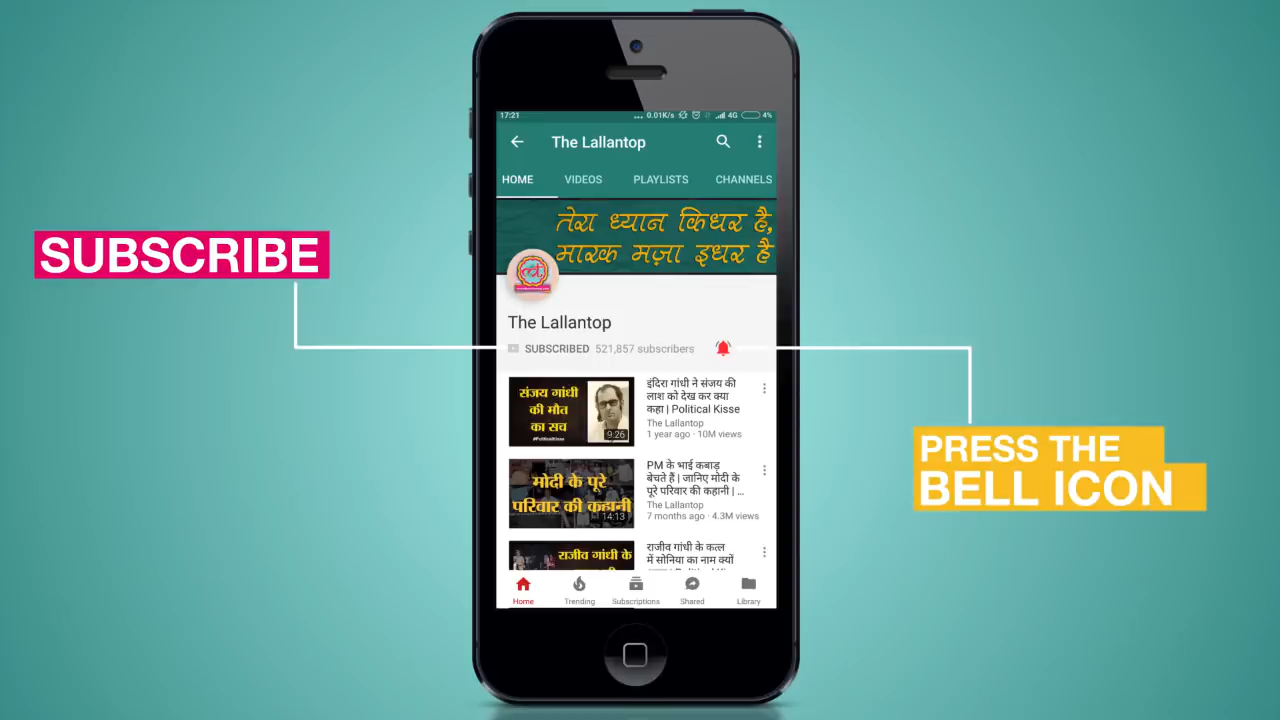 17:21
... 0.01K/s 4G 4%
The Lallantop
HOME VIDEOS PLAYLISTS CHANNELS
तेरा ध्यान किधर है,
मारक मज़ा इधर है
SUBSCRIBE
The Lallantop
SUBSCRIBED 521,857 subscribers
PRESS THE
BELL ICON
संजय गांधी
की मौत
का सच
#PoliticalKisse
9:26
इंदिरा गांधी ने संजय की
लाश को देख कर क्या
कहा | Political Kisse
The Lallantop
1 year ago · 10M views
मोदी के पूरे
परिवार की कहानी
14:13
PM के भाई कबाड़
बेचते हैं | जानिए मोदी के
पूरे परिवार की कहानी | ...
The Lallantop
7 months ago · 4.3M views
राजीव गांधी के
राजीव गांधी के कत्ल
में सोनिया का नाम क्यों
Home Trending Subscriptions Shared Library